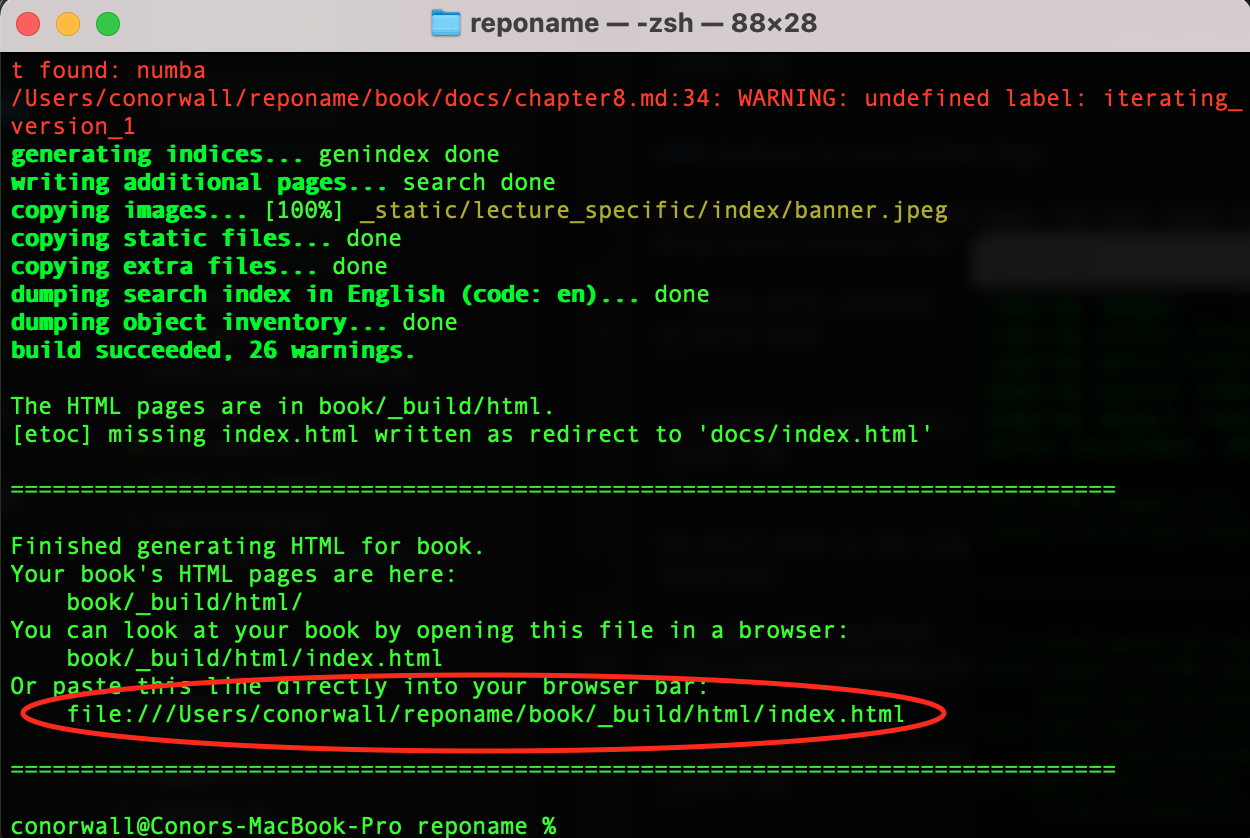 reponame — -zsh — 88×28
t found: numba
/Users/conorwall/reponame/book/docs/chapter8.md:34: WARNING: undefined label: iterating_
version_1
generating indices... genindex done
writing additional pages... search done
copying images... [100%] _static/lecture_specific/index/banner.jpeg
copying static files... done
copying extra files... done
dumping search index in English (code: en)... done
dumping object inventory... done
build succeeded, 26 warnings.
The HTML pages are in book/_build/html.
[etoc] missing index.html written as redirect to 'docs/index.html'
===============================================================================
Finished generating HTML for book.
Your book's HTML pages are here:
book/_build/html/
You can look at your book by opening this file in a browser:
book/_build/html/index.html
Or paste this line directly into your browser bar:
file:///Users/conorwall/reponame/book/_build/html/index.html
===============================================================================
conorwall@Conors-MacBook-Pro reponame %